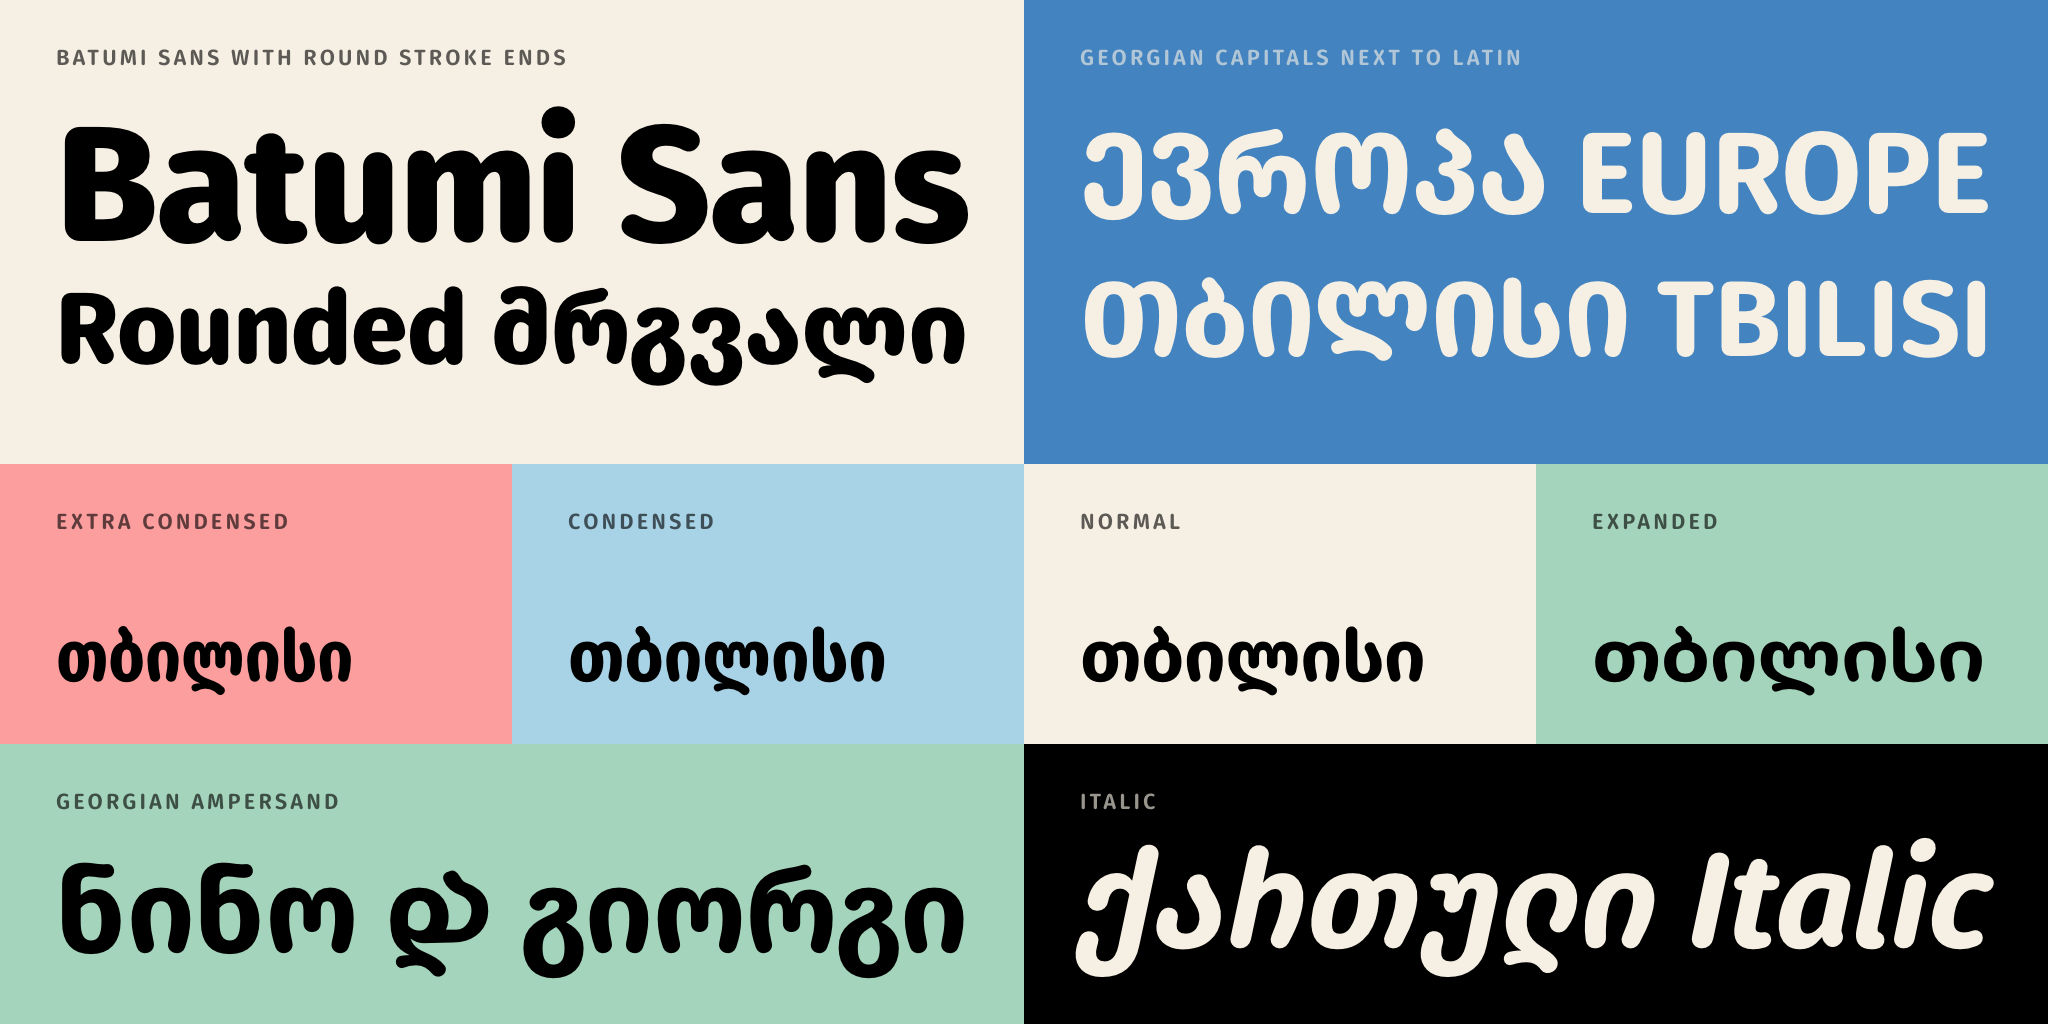 BATUMI SANS WITH ROUND STROKE ENDS
Batumi Sans
Rounded მრგვალი
GEORGIAN CAPITALS NEXT TO LATIN
ᲔᲕᲠᲝᲞᲐ EUROPE
ᲗᲑᲘᲚᲘᲡᲘ TBILISI
EXTRA CONDENSED
თბილისი
CONDENSED
თბილისი
NORMAL
თბილისი
EXPANDED
თბილისი
GEORGIAN AMPERSAND
ნინო და გიორგი
ITALIC
ქართული Italic